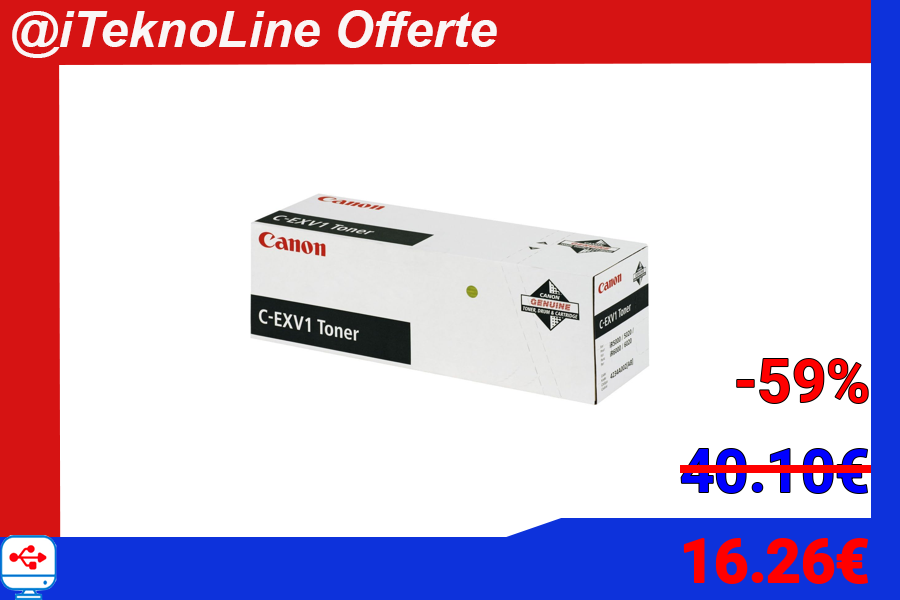 @iTeknoLine Offerte
Canon
C-EXV1 Toner
Canon
C-EXV1 Toner
CANON
GENUINE
TONER, DRUM & CARTRIDGE
Canon
C-EXV1 Toner
-59%
40.10€
16.26€